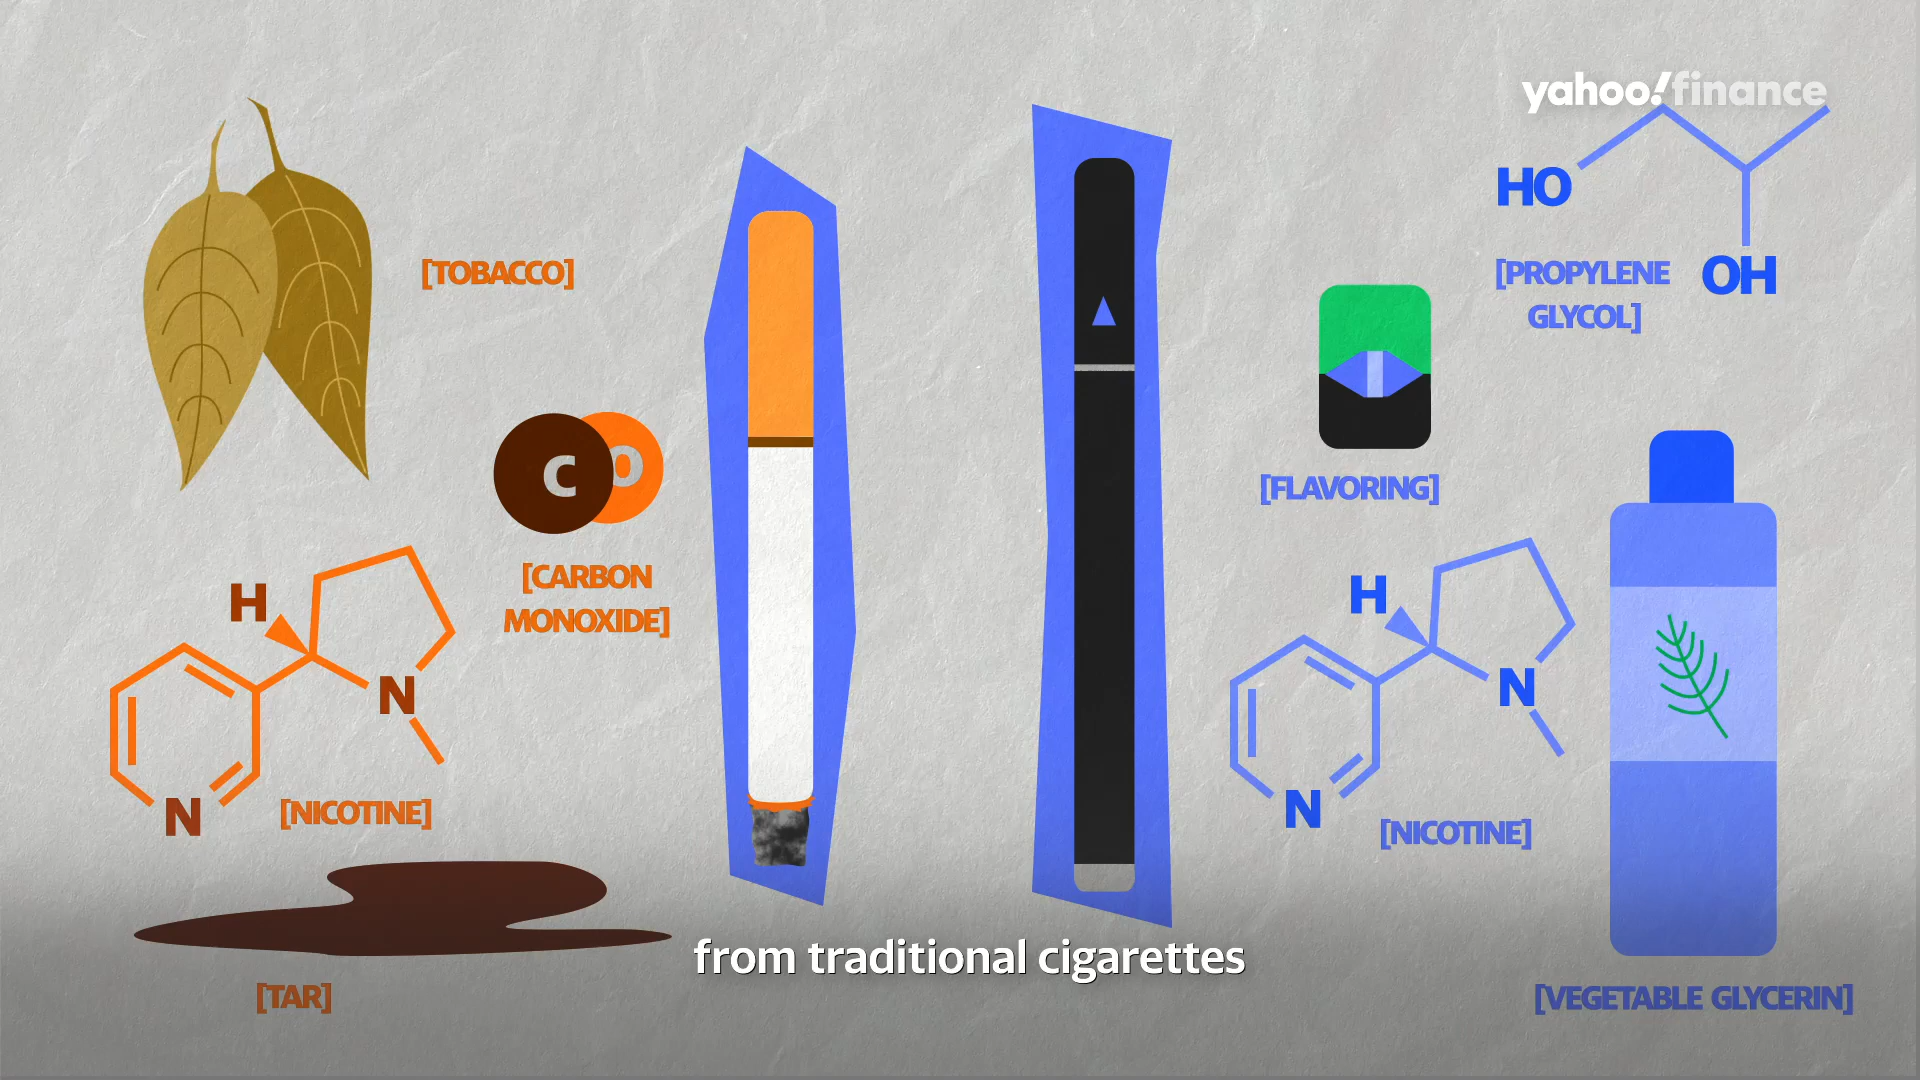 yahoo!finance
HO
OH
[PROPYLENE
GLYCOL]
[TOBACCO]
C O
[CARBON
MONOXIDE]
[FLAVORING]
H
N
N
[NICOTINE]
H
N
N
[NICOTINE]
[TAR]
from traditional cigarettes
[VEGETABLE GLYCERIN]